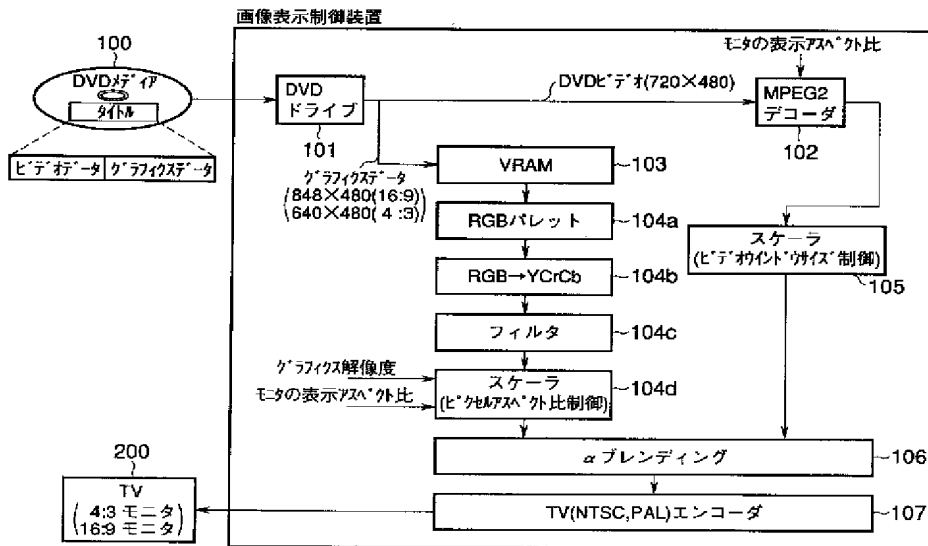 画像表示制御装置
100
DVDメディア
タイトル
ビデオデータ
グラフィクスデータ
DVD
ドライブ
101
DVDビデオ(720×480)
モニタの表示アスペクト比
MPEG2
デコーダ
102
グラフィクスデータ
(848×480(16:9))
(640×480( 4 :3))
VRAM
103
RGBパレット
104a
RGB→YCrCb
104b
フィルタ
104c
グラフィクス解像度
モニタの表示アスペクト比
スケーラ
(ピクセルアスペクト比制御)
104d
スケーラ
(ビデオウインドウサイズ制御)
105
αブレンディング
106
TV(NTSC,PAL)エンコーダ
107
200
TV
(4:3 モニタ)
(16:9 モニタ)